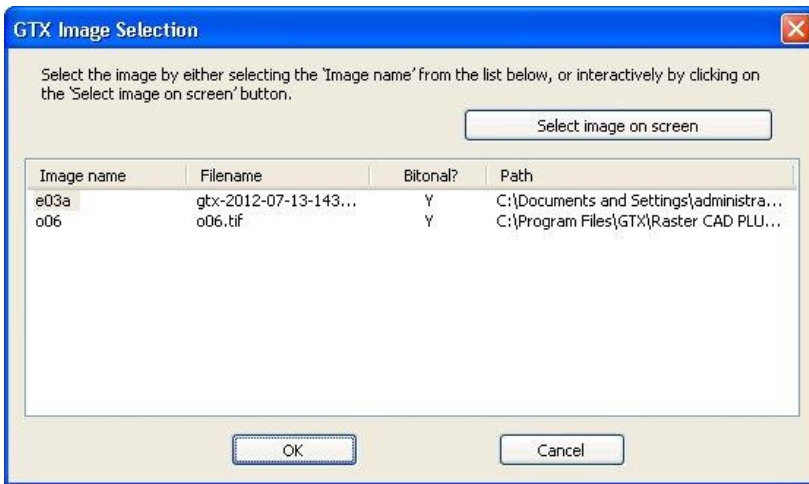 GTX Image Selection
Select the image by either selecting the 'Image name' from the list below, or interactively by clicking on
the 'Select image on screen' button.
Select image on screen
Image name Filename Bitonal? Path
e03a gtx-2012-07-13-143... Y C:\Documents and Settings\administra...
o06 o06.tif Y C:\Program Files\GTX\Raster CAD PLU...
OK Cancel